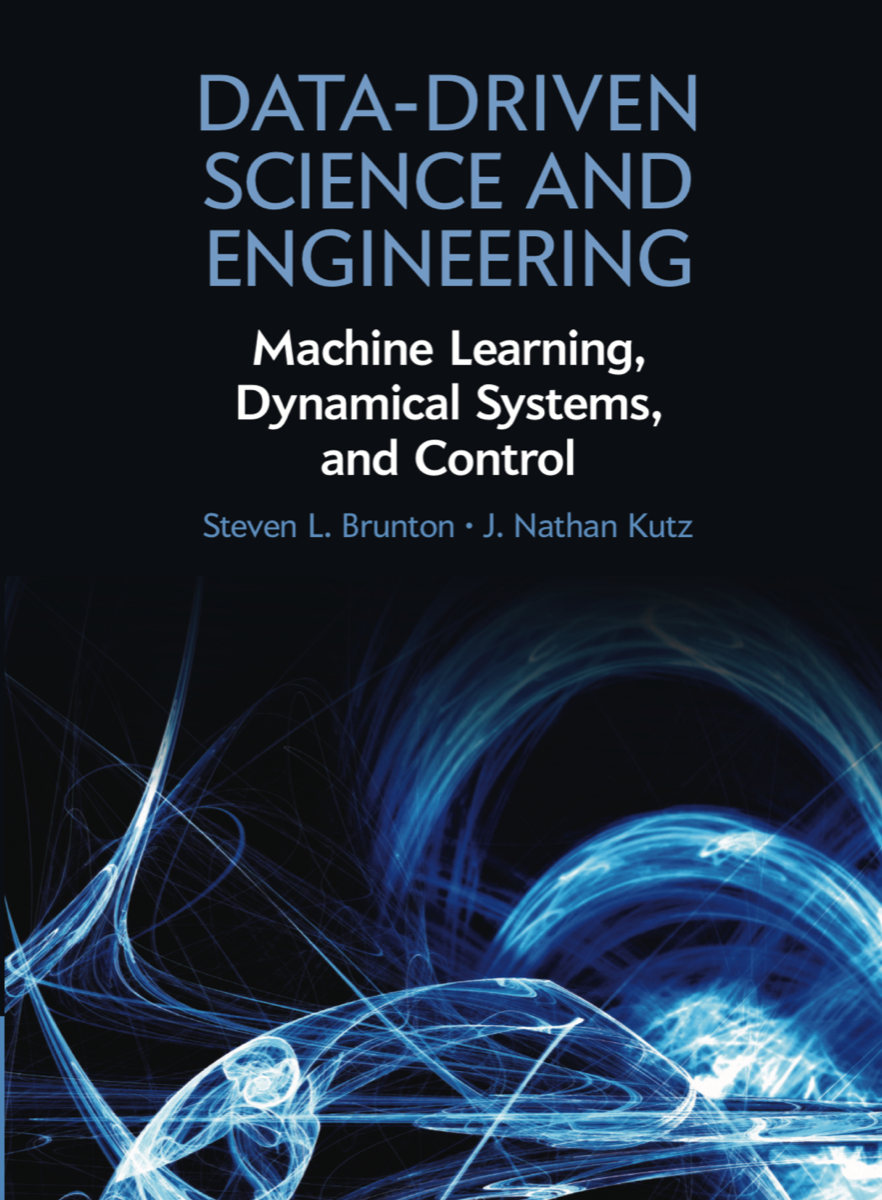 DATA-DRIVEN
SCIENCE AND
ENGINEERING
Machine Learning,
Dynamical Systems,
and Control
Steven L. Brunton • J. Nathan Kutz